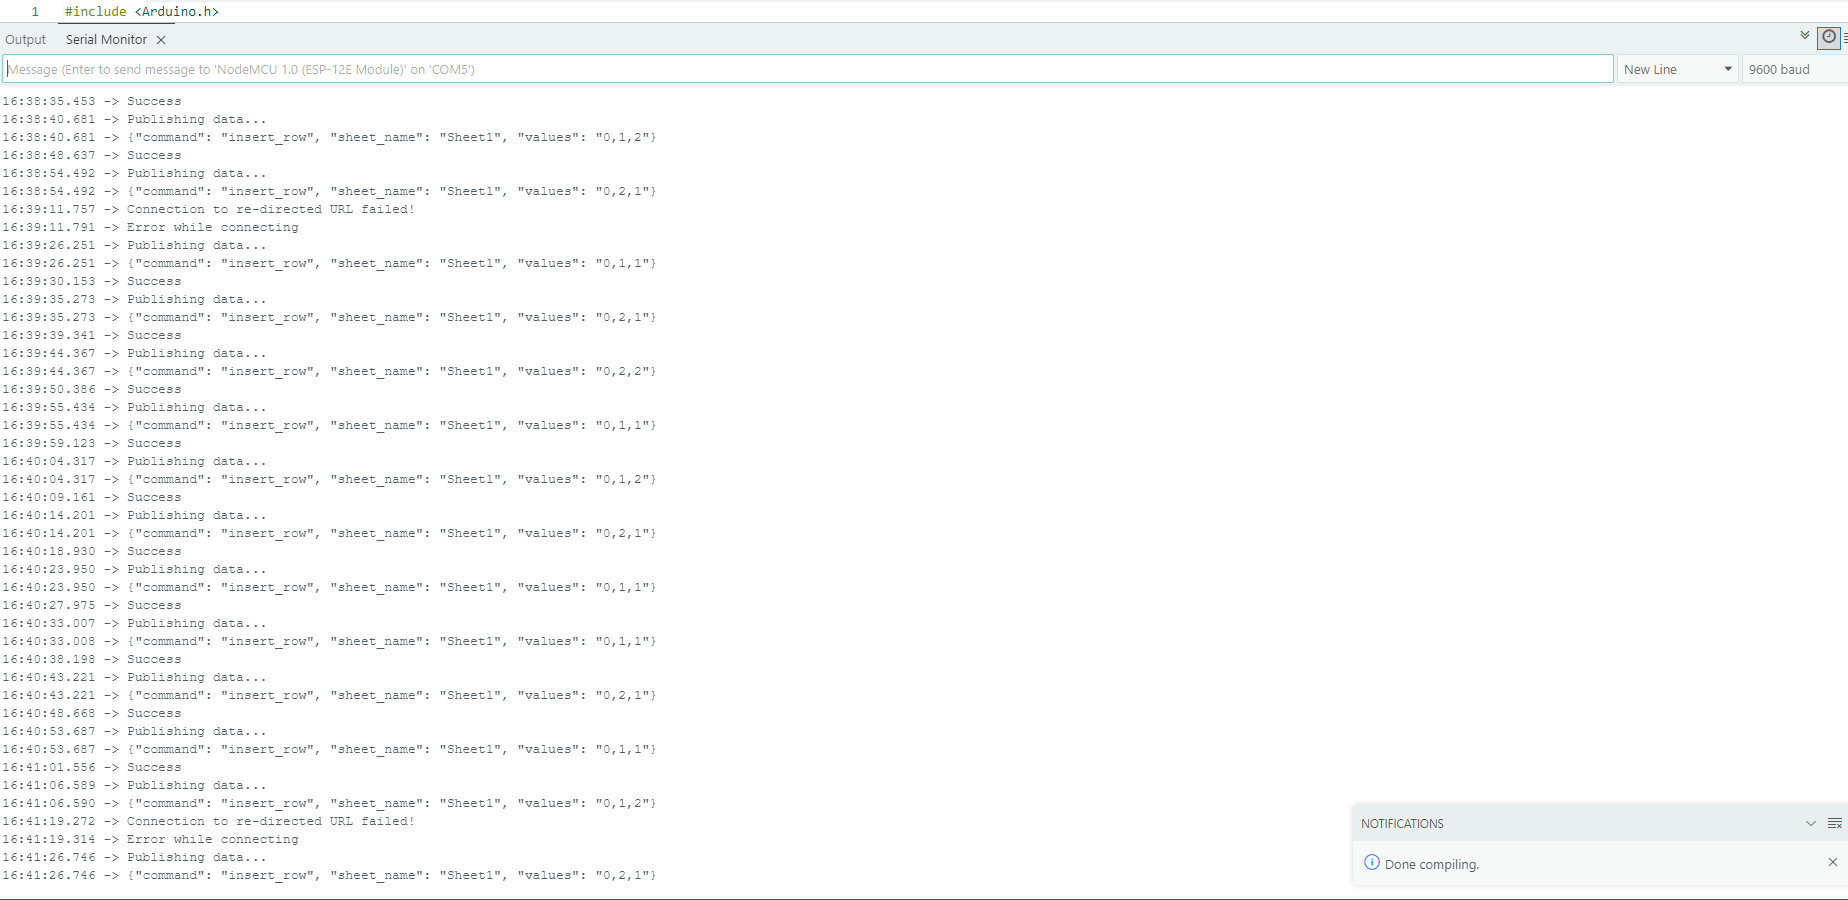 1 #include <Arduino.h>
Output Serial Monitor
Message (Enter to send message to 'NodeMCU 1.0 (ESP-12E Module)' on 'COM5') New Line 9600 baud
16:38:35.453 -> Success
16:38:40.681 -> Publishing data...
16:38:40.681 -> {"command": "insert_row", "sheet_name": "Sheet1", "values": "0,1,2"}
16:38:48.637 -> Success
16:38:54.492 -> Publishing data...
16:38:54.492 -> {"command": "insert_row", "sheet_name": "Sheet1", "values": "0,2,1"}
16:39:11.757 -> Connection to re-directed URL failed!
16:39:11.791 -> Error while connecting
16:39:26.251 -> Publishing data...
16:39:26.251 -> {"command": "insert_row", "sheet_name": "Sheet1", "values": "0,1,1"}
16:39:30.153 -> Success
16:39:35.273 -> Publishing data...
16:39:35.273 -> {"command": "insert_row", "sheet_name": "Sheet1", "values": "0,2,1"}
16:39:39.341 -> Success
16:39:44.367 -> Publishing data...
16:39:44.367 -> {"command": "insert_row", "sheet_name": "Sheet1", "values": "0,2,2"}
16:39:50.386 -> Success
16:39:55.434 -> Publishing data...
16:39:55.434 -> {"command": "insert_row", "sheet_name": "Sheet1", "values": "0,1,1"}
16:39:59.123 -> Success
16:40:04.317 -> Publishing data...
16:40:04.317 -> {"command": "insert_row", "sheet_name": "Sheet1", "values": "0,1,2"}
16:40:09.161 -> Success
16:40:14.201 -> Publishing data...
16:40:14.201 -> {"command": "insert_row", "sheet_name": "Sheet1", "values": "0,2,1"}
16:40:18.930 -> Success
16:40:23.950 -> Publishing data...
16:40:23.950 -> {"command": "insert_row", "sheet_name": "Sheet1", "values": "0,1,1"}
16:40:27.975 -> Success
16:40:33.007 -> Publishing data...
16:40:33.008 -> {"command": "insert_row", "sheet_name": "Sheet1", "values": "0,1,1"}
16:40:38.198 -> Success
16:40:43.221 -> Publishing data...
16:40:43.221 -> {"command": "insert_row", "sheet_name": "Sheet1", "values": "0,2,1"}
16:40:48.668 -> Success
16:40:53.687 -> Publishing data...
16:40:53.687 -> {"command": "insert_row", "sheet_name": "Sheet1", "values": "0,1,1"}
16:41:01.556 -> Success
16:41:06.589 -> Publishing data...
16:41:06.590 -> {"command": "insert_row", "sheet_name": "Sheet1", "values": "0,1,2"}
16:41:19.272 -> Connection to re-directed URL failed!
16:41:19.314 -> Error while connecting
16:41:26.746 -> Publishing data...
16:41:26.746 -> {"command": "insert_row", "sheet_name": "Sheet1", "values": "0,2,1"}
NOTIFICATIONS
Done compiling.